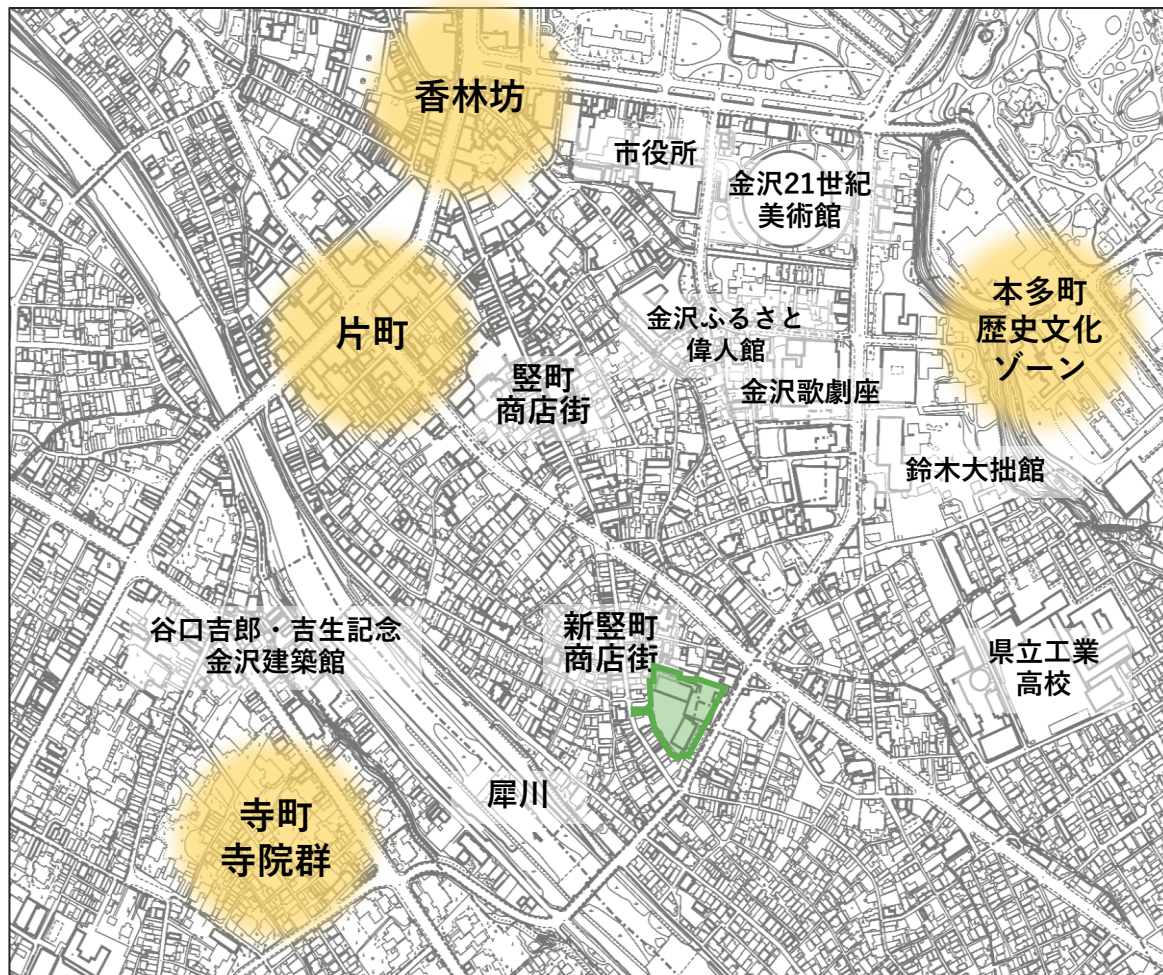 香林坊
市役所
金沢21世紀
美術館
本多町
歴史文化
ゾーン
片町
金沢ふるさと
偉人館
竪町
商店街
金沢歌劇座
鈴木大拙館
谷口吉郎・吉生記念
金沢建築館
新竪町
商店街
県立工業
高校
犀川
寺町
寺院群